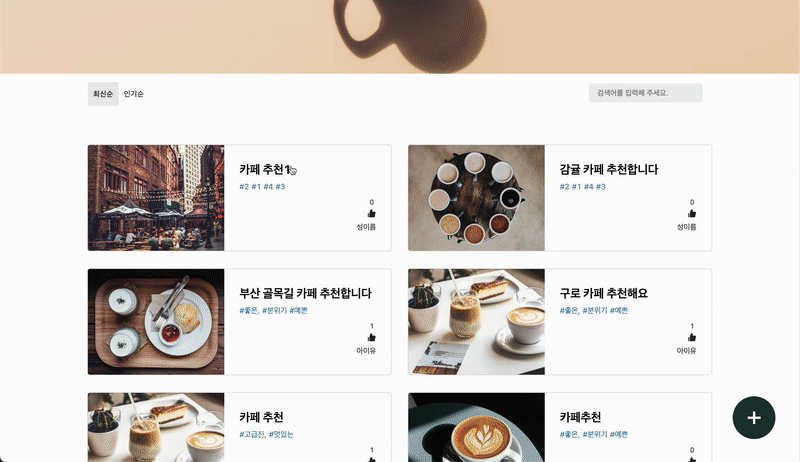 최신순 인기순
검색어를 입력해 주세요.
카페 추천1
#2 #1 #4 #3
0
성이름
감귤 카페 추천합니다
#2 #1 #4 #3
0
성이름
부산 골목길 카페 추천합니다
#좋은, #분위기 #예쁜
1
아이유
구로 카페 추천해요
#좋은, #분위기 #예쁜
1
아이유
카페 추천
#고급진, #멋있는
1
카페추천
#좋은, #분위기 #예쁜
0